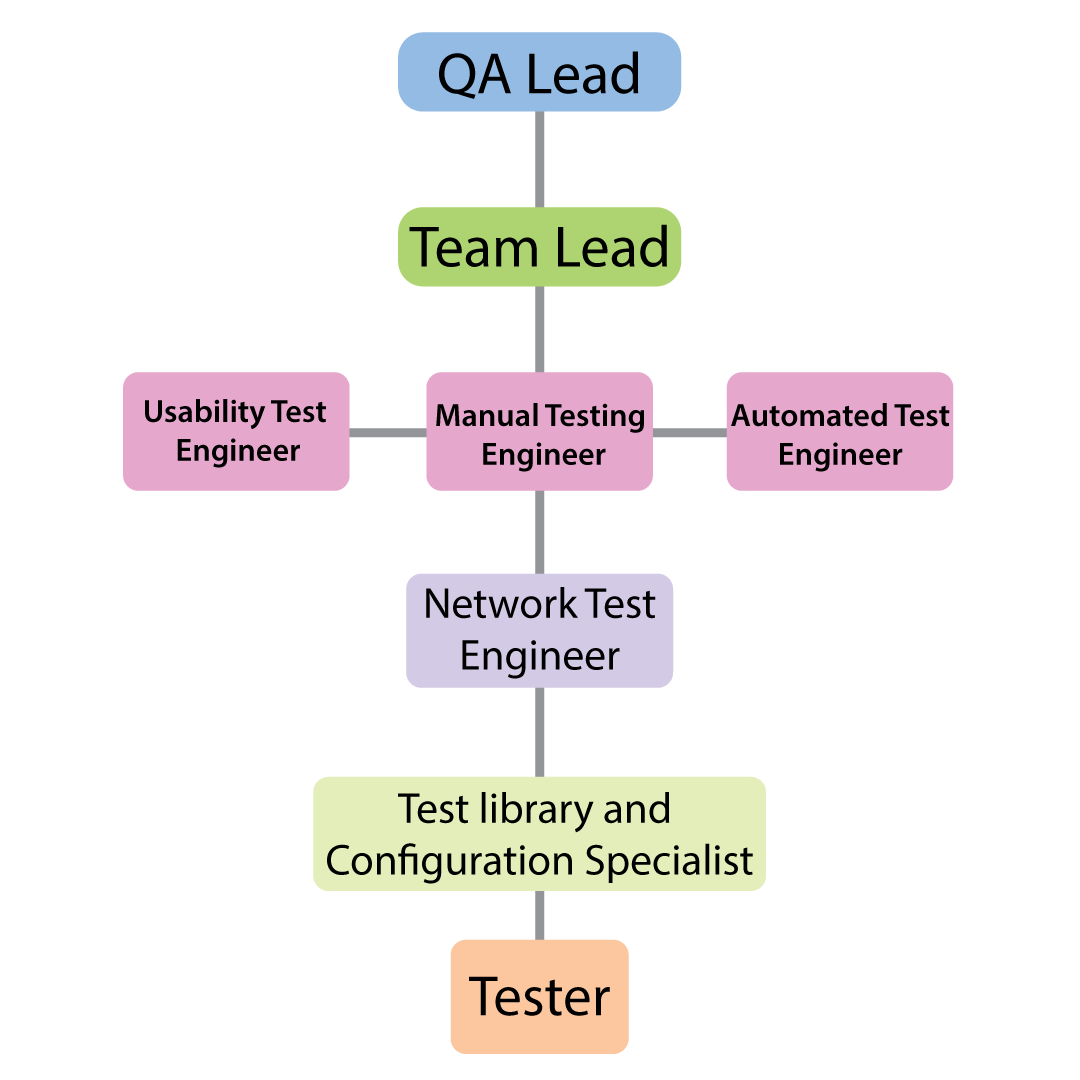 QA Lead
Team Lead
Usability Test
Engineer
Manual Testing
Engineer
Automated Test
Engineer
Network Test
Engineer
Test library and
Configuration Specialist
Tester